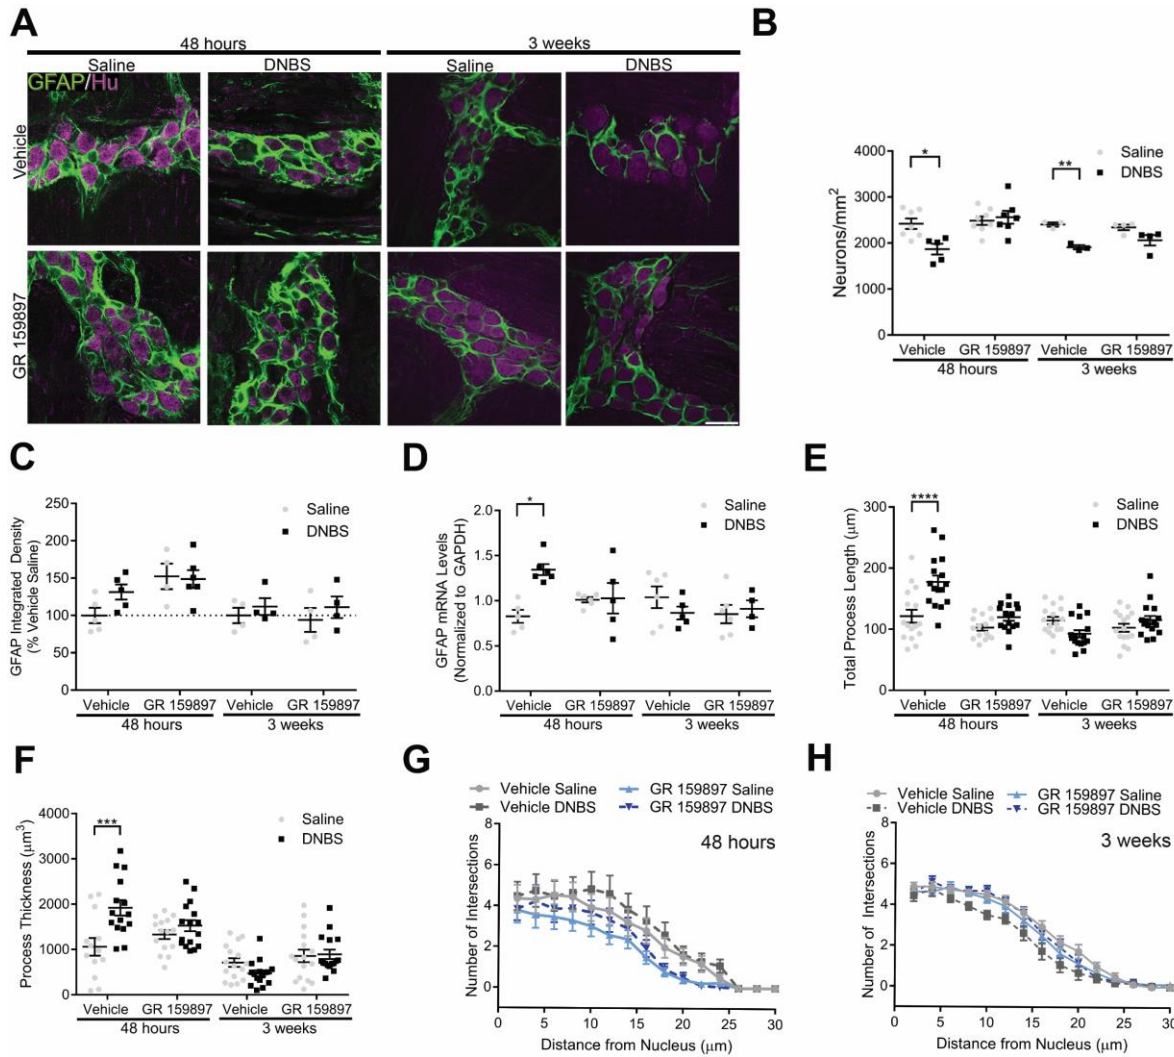 A
48 hours
3 weeks
Saline
DNBS
Saline
DNBS
GFAP/Hu
Vehicle
GR 159897
B
Saline
DNBS
Neurons/mm²
4000
3000
2000
1000
0
*
**
Vehicle GR 159897 Vehicle GR 159897
48 hours 3 weeks
C
Saline
DNBS
GFAP Integrated Density
(% Vehicle Saline)
250
200
150
100
50
0
Vehicle GR 159897 Vehicle GR 159897
48 hours 3 weeks
D
Saline
DNBS
GFAP mRNA Levels
(Normalized to GAPDH)
2.0
1.5
1.0
0.5
0.0
*
Vehicle GR 159897 Vehicle GR 159897
48 hours 3 weeks
E
Saline
DNBS
Total Process Length (μm)
300
200
100
0
****
Vehicle GR 159897 Vehicle GR 159897
48 hours 3 weeks
F
Saline
DNBS
Process Thickness (μm³)
4000
3000
2000
1000
0
***
Vehicle GR 159897 Vehicle GR 159897
48 hours 3 weeks
G
Vehicle Saline GR 159897 Saline
Vehicle DNBS GR 159897 DNBS
48 hours
Number of Intersections
8
6
4
2
0
0 5 10 15 20 25 30
Distance from Nucleus (μm)
H
Vehicle Saline GR 159897 Saline
Vehicle DNBS GR 159897 DNBS
3 weeks
Number of Intersections
8
6
4
2
0
0 5 10 15 20 25 30
Distance from Nucleus (μm)